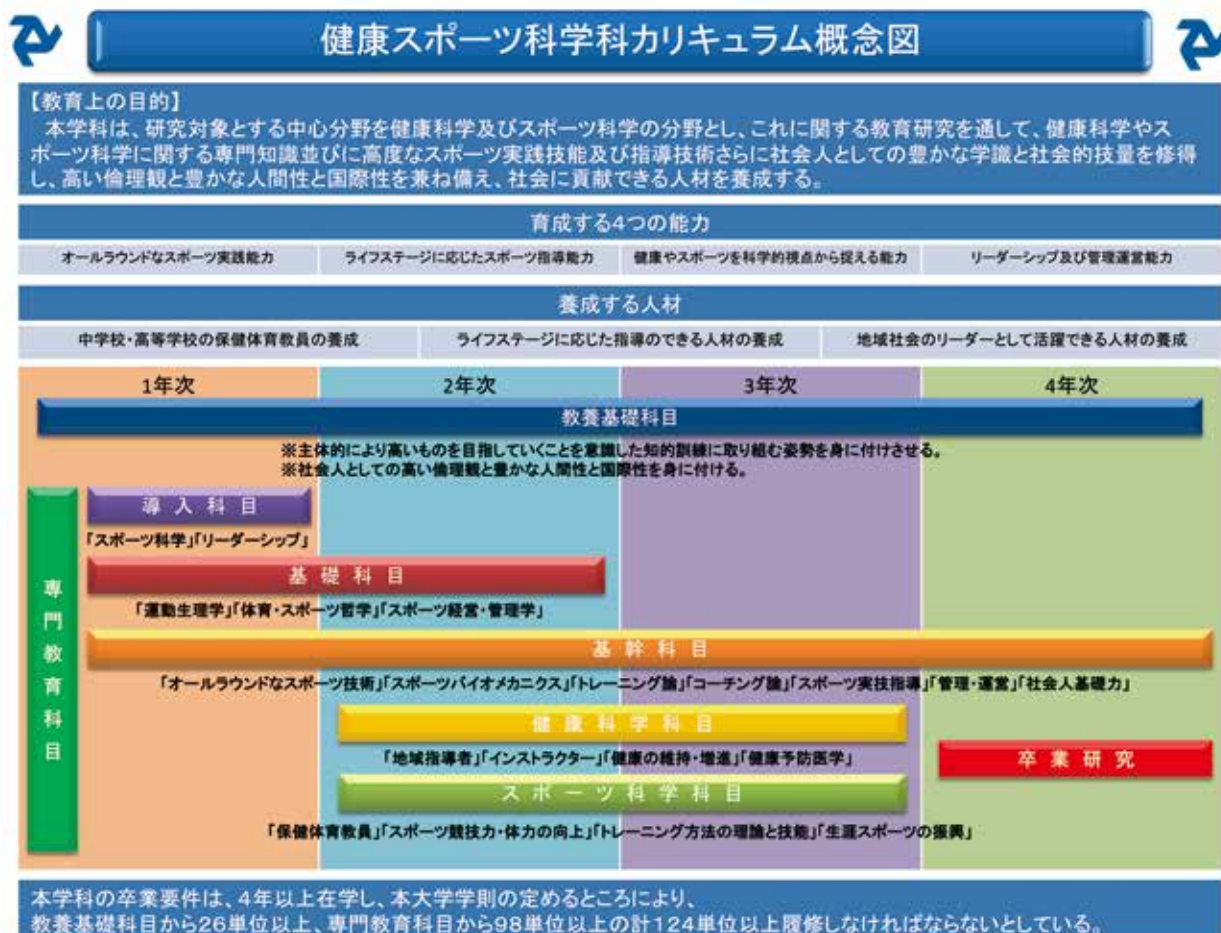 健康スポーツ科学科カリキュラム概念図
【教育上の目的】
本学科は、研究対象とする中心分野を健康科学及びスポーツ科学の分野とし、これに関する教育研究を通して、健康科学やス
ポーツ科学に関する専門知識並びに高度なスポーツ実践技能及び指導技術さらに社会人としての豊かな学識と社会的技量を修得
し、高い倫理観と豊かな人間性と国際性を兼ね備え、社会に貢献できる人材を養成する。
育成する4つの能力
オールラウンドなスポーツ実践能力
ライフステージに応じたスポーツ指導能力
健康やスポーツを科学的視点から捉える能力
リーダーシップ及び管理運営能力
養成する人材
中学校・高等学校の保健体育教員の養成
ライフステージに応じた指導のできる人材の養成
地域社会のリーダーとして活躍できる人材の養成
1年次
2年次
3年次
4年次
教養基礎科目
※主体的により高いものを目指していくことを意識した知的訓練に取り組む姿勢を身に付けさせる。
※社会人としての高い倫理観と豊かな人間性と国際性を身に付ける。
専門教育科目
導入科目
「スポーツ科学」「リーダーシップ」
基礎科目
「運動生理学」「体育・スポーツ哲学」「スポーツ経営・管理学」
基幹科目
「オールラウンドなスポーツ技術」「スポーツバイオメカニクス」「トレーニング論」「コーチング論」「スポーツ実技指導」「管理・運営」「社会人基礎力」
健康科学科目
「地域指導者」「インストラクター」「健康の維持・増進」「健康予防医学」
卒業研究
スポーツ科学科目
「保健体育教員」「スポーツ競技力・体力の向上」「トレーニング方法の理論と技能」「生涯スポーツの振興」
本学科の卒業要件は、4年以上在学し、本大学学則の定めるところにより、
教養基礎科目から26単位以上、専門教育科目から98単位以上の計124単位以上履修しなければならないとしている。